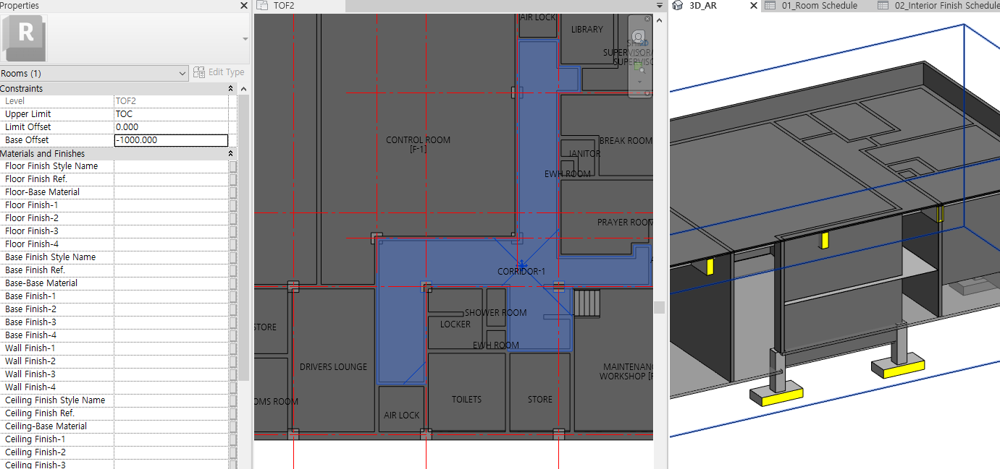 Properties
TOF2
3D_AR
01_Room Schedule
02_Interior Finish Schedule
R
Rooms (1)
Edit Type
Constraints
Level TOF2
Upper Limit TOC
Limit Offset 0.000
Base Offset -1000.000
Materials and Finishes
Floor Finish Style Name
Floor Finish Ref.
Floor-Base Material
Floor Finish-1
Floor Finish-2
Floor Finish-3
Floor Finish-4
Base Finish Style Name
Base Finish Ref.
Base-Base Material
Base Finish-1
Base Finish-2
Base Finish-3
Base Finish-4
Wall Finish-1
Wall Finish-2
Wall Finish-3
Wall Finish-4
Ceiling Finish Style Name
Ceiling Finish Ref.
Ceiling-Base Material
Ceiling Finish-1
Ceiling Finish-2
Ceiling Finish-3
AIR LOCK
LIBRARY
SHIFT
SUPERVISOR/
SUPERVISO
CONTROL ROOM
[F-1]
BREAK ROOM
JANITOR
EWH ROOM
PRAYER ROOM
CORRIDOR-1
SHOWER ROOM
LOCKER
STORE
EWH ROOM
DRIVERS LOUNGE
MAINTENANC
WORKSHOP [F
OMS ROOM
TOILETS
STORE
AIR LOCK